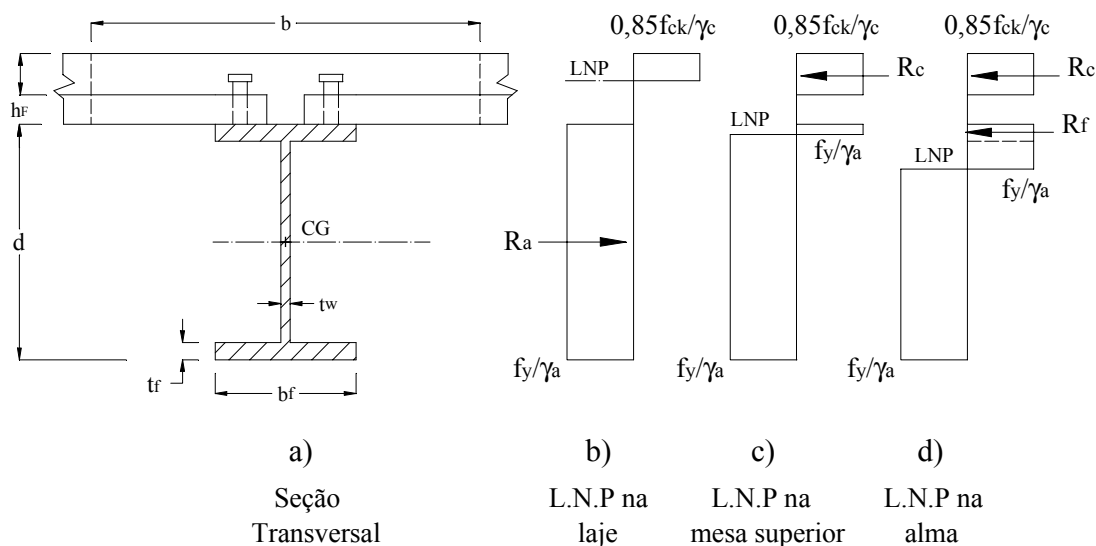 b
0,85fck/γc
0,85fck/γc
0,85fck/γc
LNP
Rc
Rc
hF
LNP
Rf
fy/γa
LNP
fy/γa
d
CG
Ra
tw
tf
bf
fy/γa
fy/γa
fy/γa
a)
b)
c)
d)
Seção
Transversal
L.N.P na
laje
L.N.P na
mesa superior
L.N.P na
alma